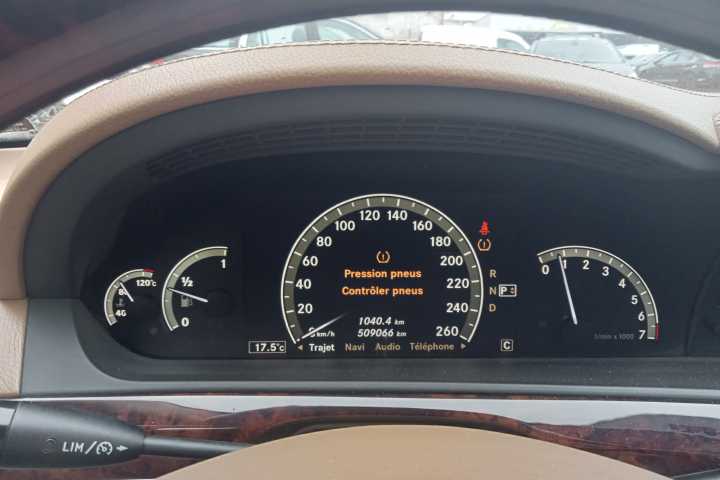 120 140
100 160
80 180
60 200
40 220
20 240
0 260
km/h
Pression pneus
Contrôler pneus
1040.4 km
509066 km
17.5°c
Trajet Navi Audio Téléphone
R
N P
D
C
120°c
8
40
1
½
0
0 1 2 3 4 5 6 7
1/min x 1000
LIM/